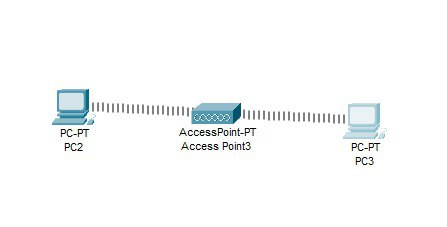 PC-PT
PC2
AccessPoint-PT
Access Point3
PC-PT
PC3